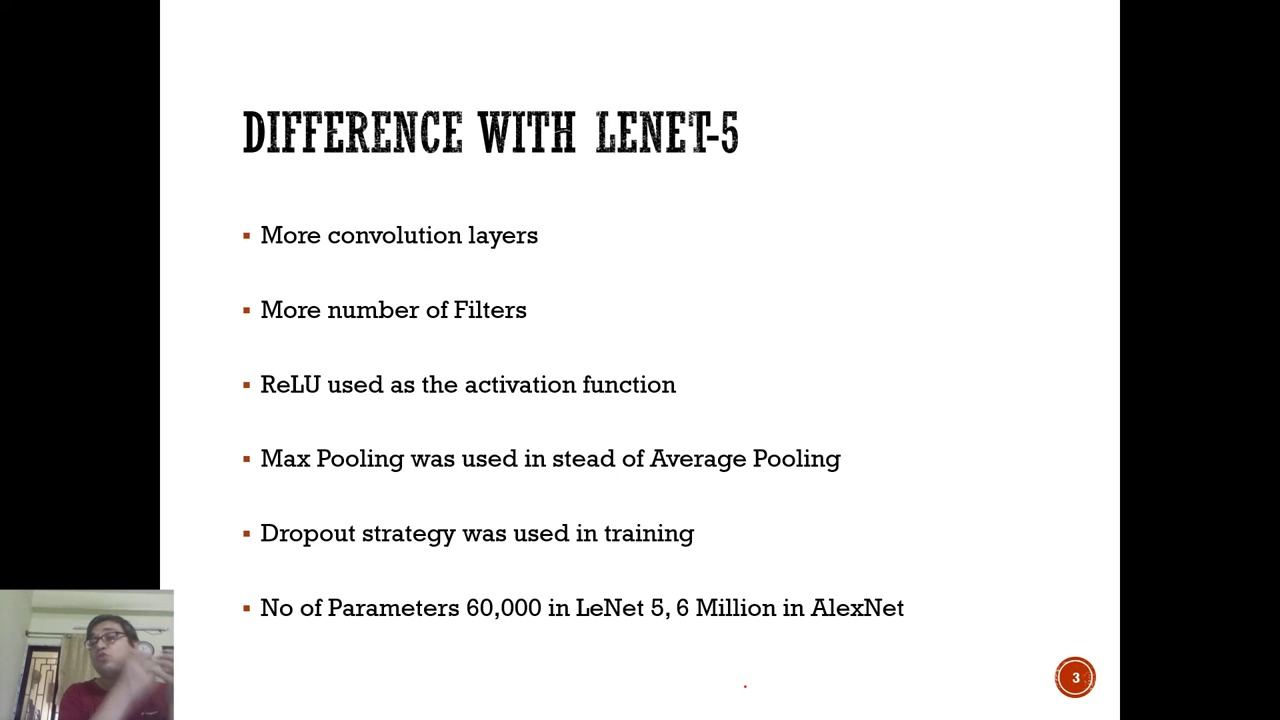 DIFFERENCE WITH LENET-5
More convolution layers
More number of Filters
ReLU used as the activation function
Max Pooling was used in stead of Average Pooling
Dropout strategy was used in training
No of Parameters 60,000 in LeNet 5, 6 Million in AlexNet
3